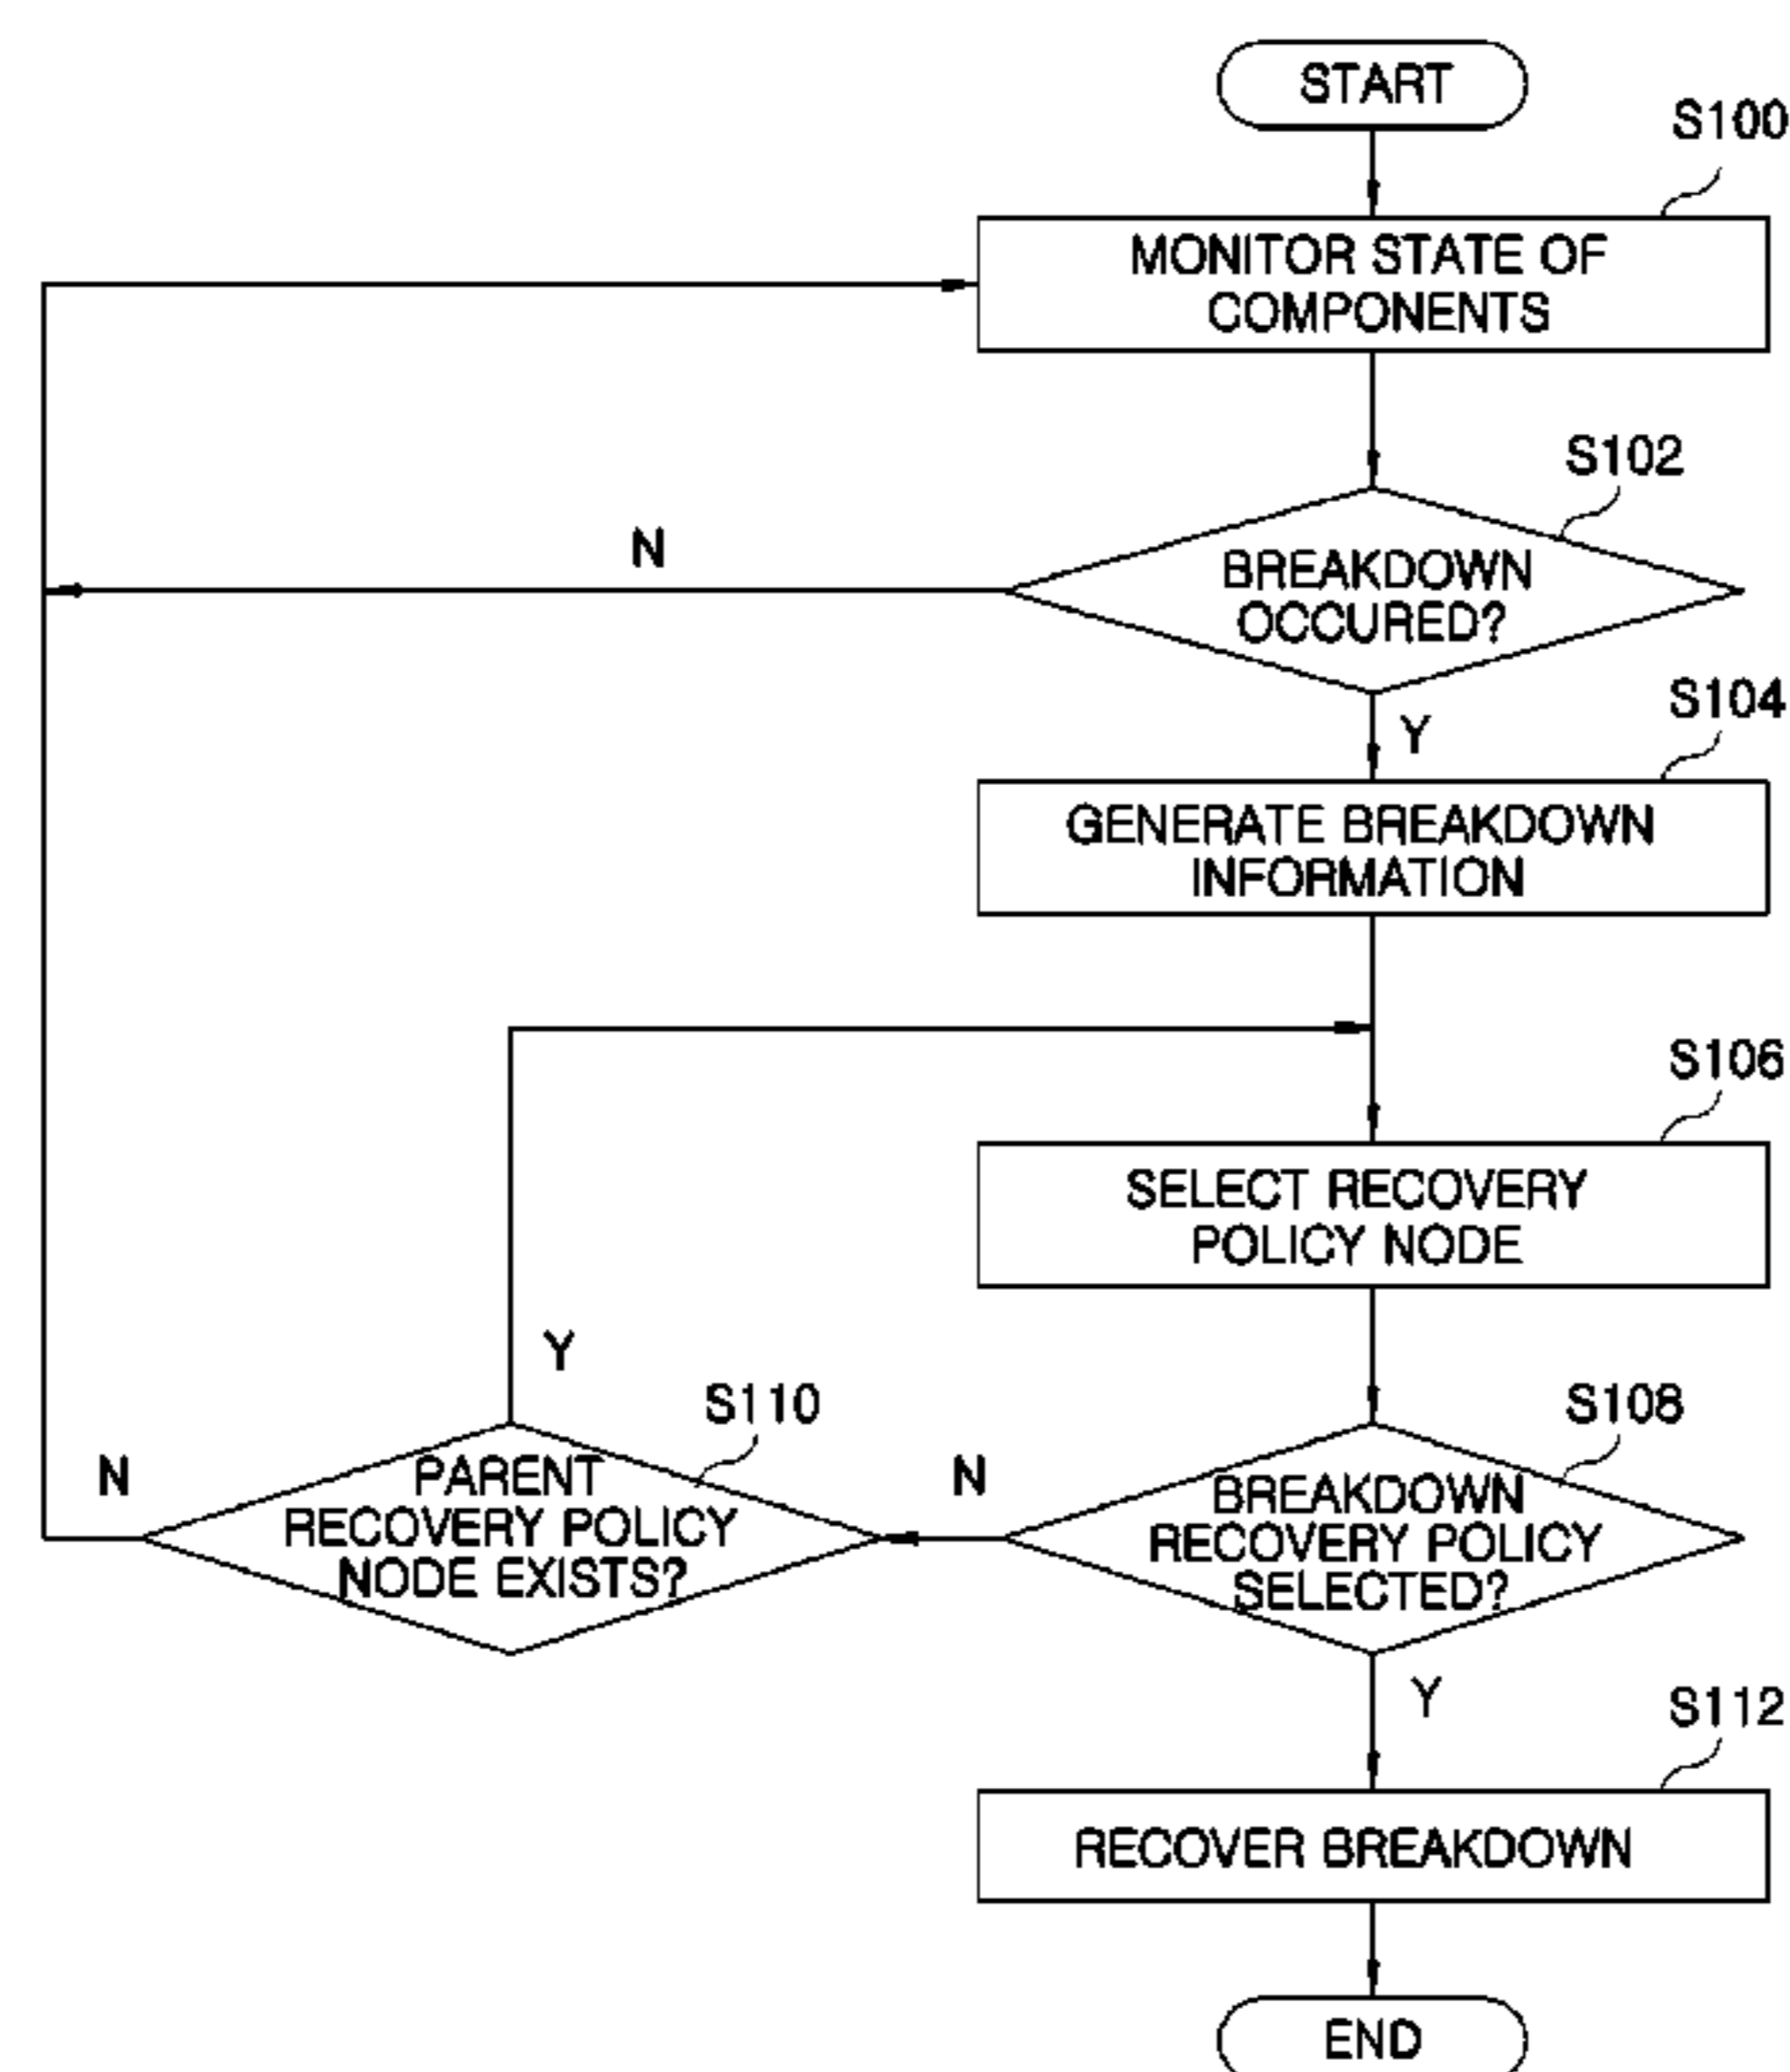 START
S100
MONITOR STATE OF
COMPONENTS
S102
N
BREAKDOWN
OCCURED?
Y
S104
GENERATE BREAKDOWN
INFORMATION
S106
SELECT RECOVERY
POLICY NODE
Y
S110
S108
N
PARENT
RECOVERY POLICY
NODE EXISTS?
N
BREAKDOWN
RECOVERY POLICY
SELECTED?
Y
S112
RECOVER BREAKDOWN
END